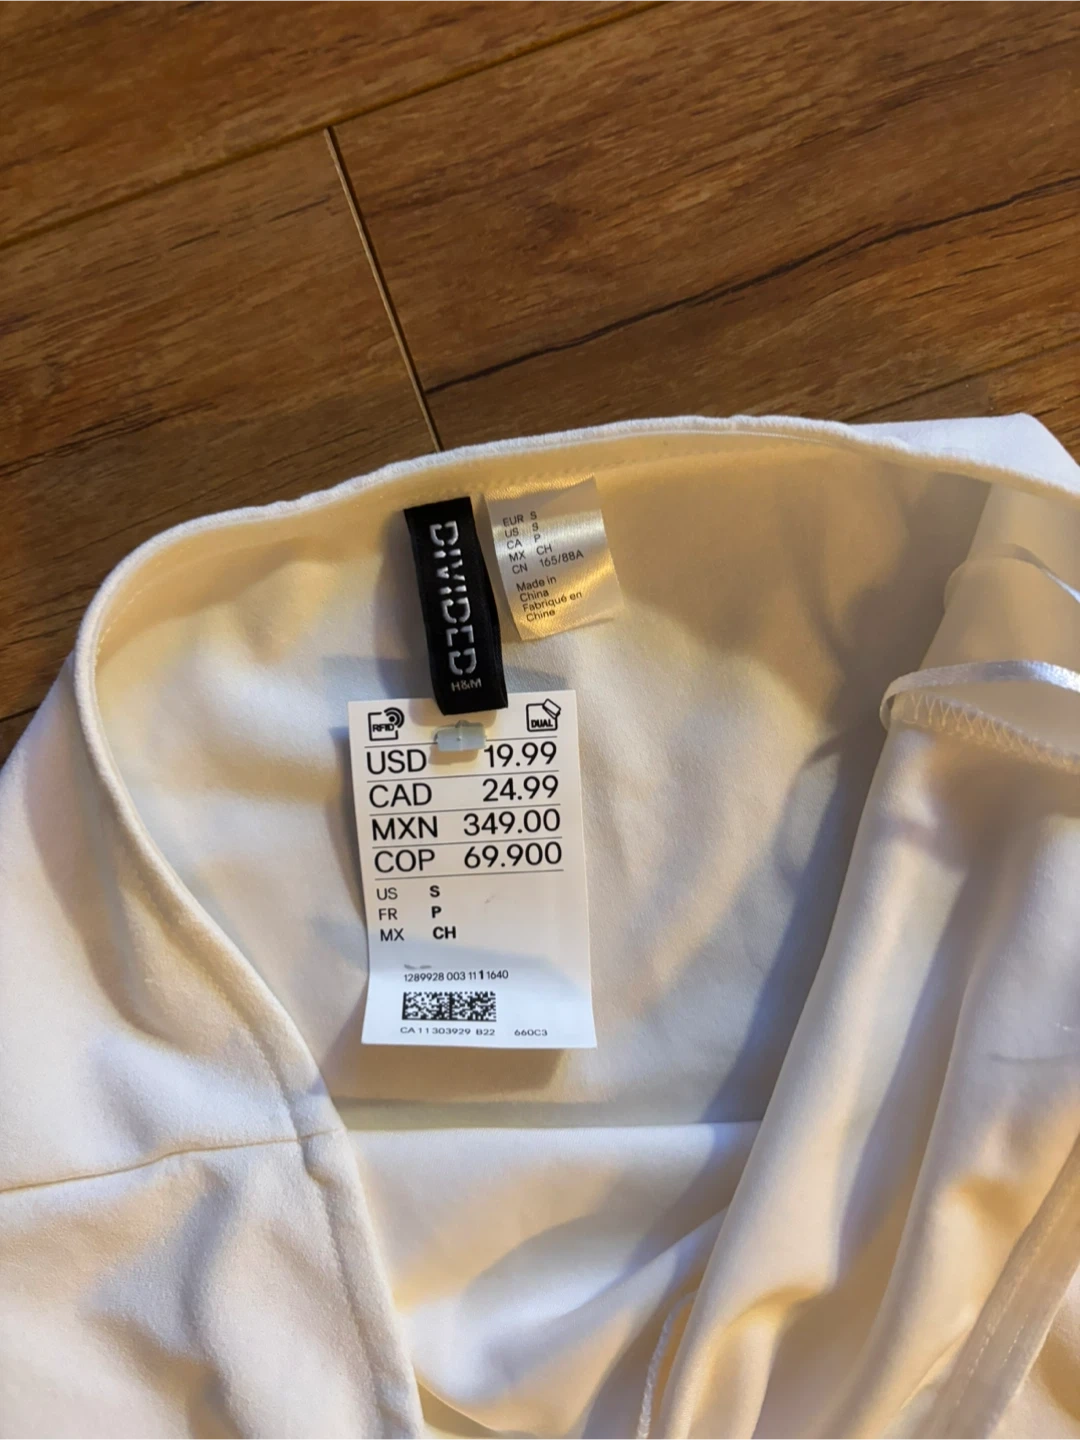 DIVIDED
H&M
EUR S
US S
CA P
MX CH
CN 165/88A
Made in
China
Fabriqué en
Chine
RFID
DUAL
USD 19.99
CAD 24.99
MXN 349.00
COP 69.900
US S
FR P
MX CH
1289928 003 11 1 1640
CA 11303929 B22 660C3